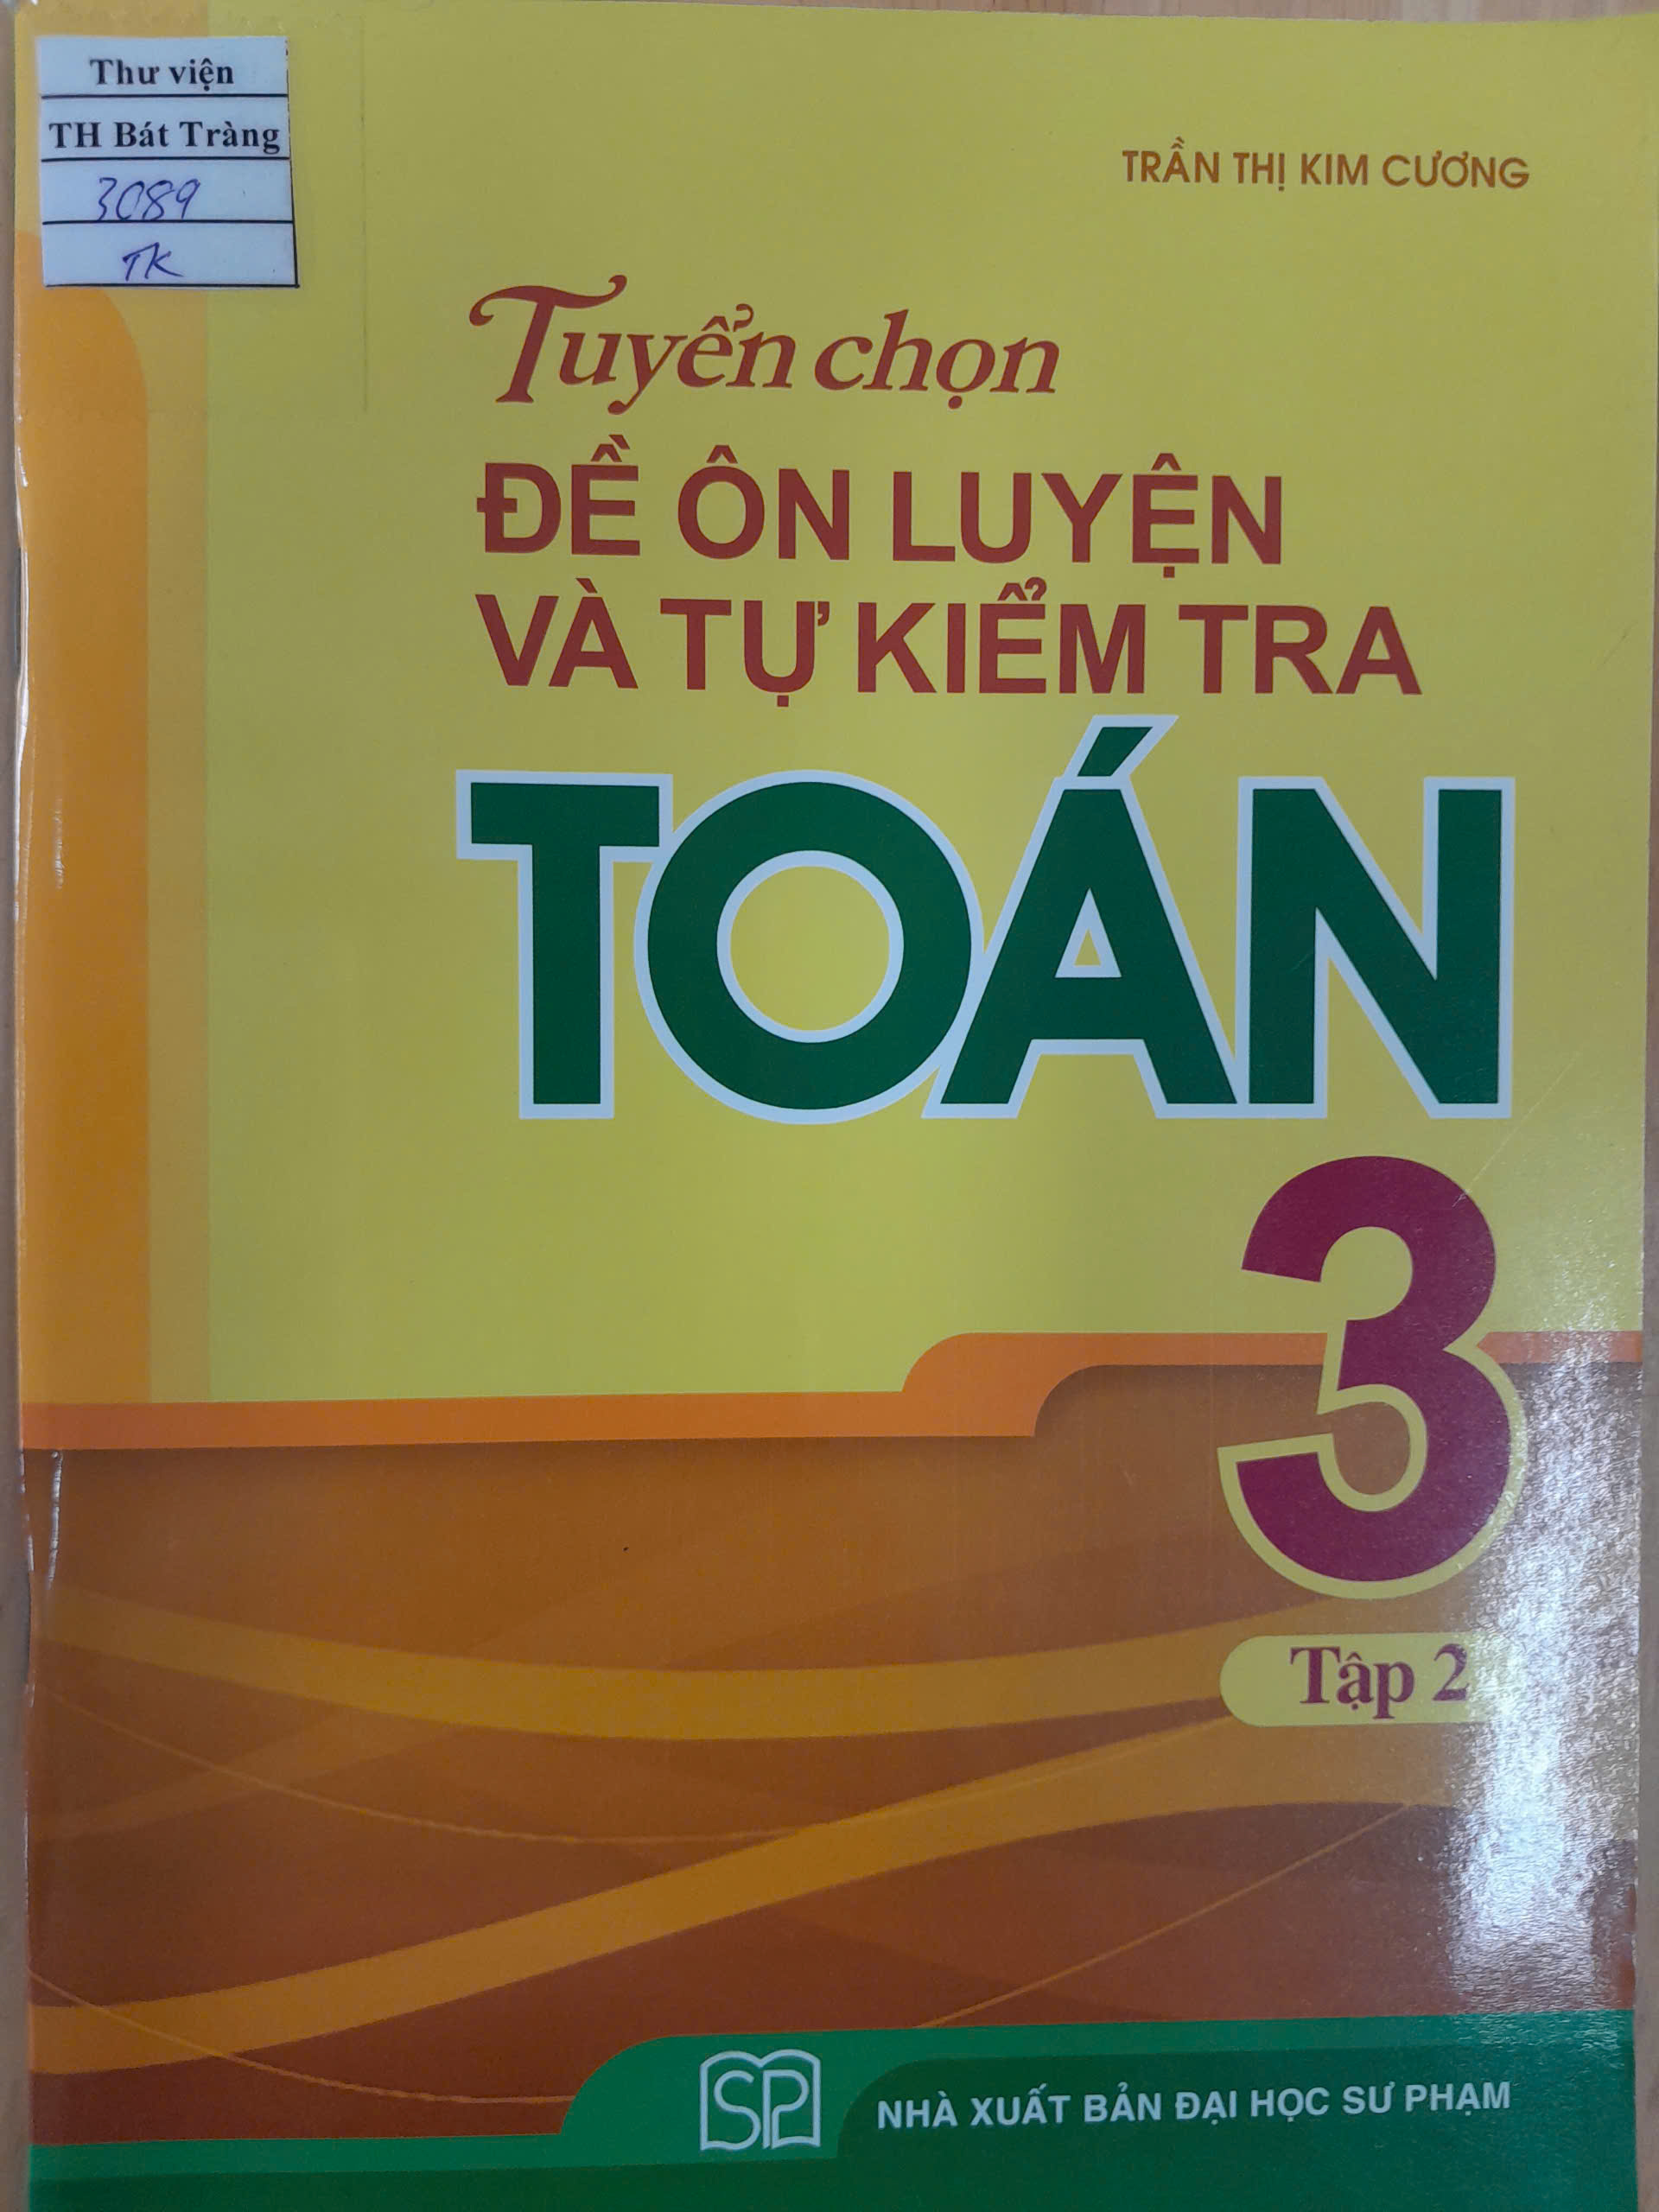 Thư viện
TH Bát Tràng
3089
TK
TRẦN THỊ KIM CƯƠNG
Tuyển chọn
ĐỀ ÔN LUYỆN
VÀ TỰ KIỂM TRA
TOÁN
3
Tập 2
SP
NHÀ XUẤT BẢN ĐẠI HỌC SƯ PHẠM